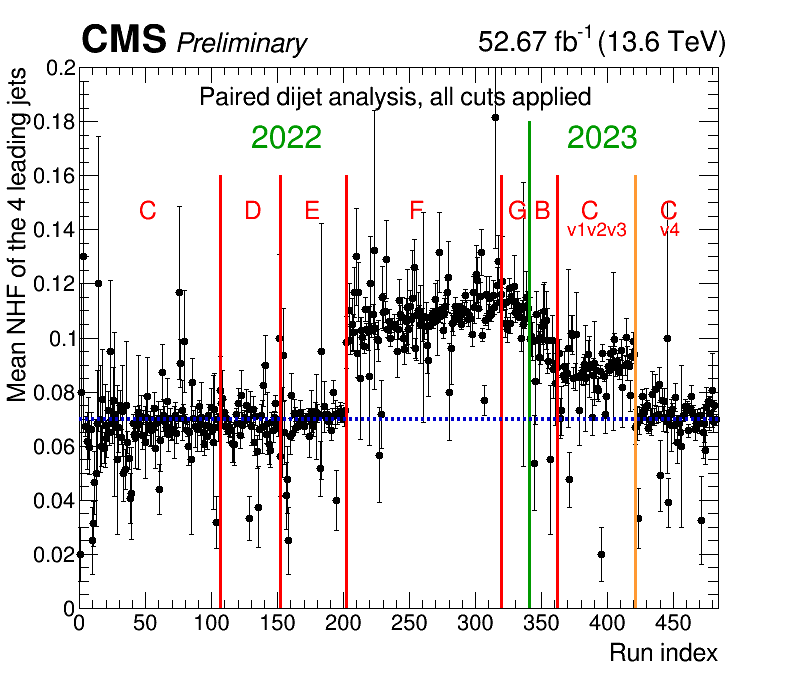 CMS Preliminary 52.67 fb⁻¹ (13.6 TeV)
Paired dijet analysis, all cuts applied
2022 2023
C D E F G B C C
v1v2v3 v4
Mean NHF of the 4 leading jets
0.2
0.18
0.16
0.14
0.12
0.1
0.08
0.06
0.04
0.02
0
0 50 100 150 200 250 300 350 400 450
Run index